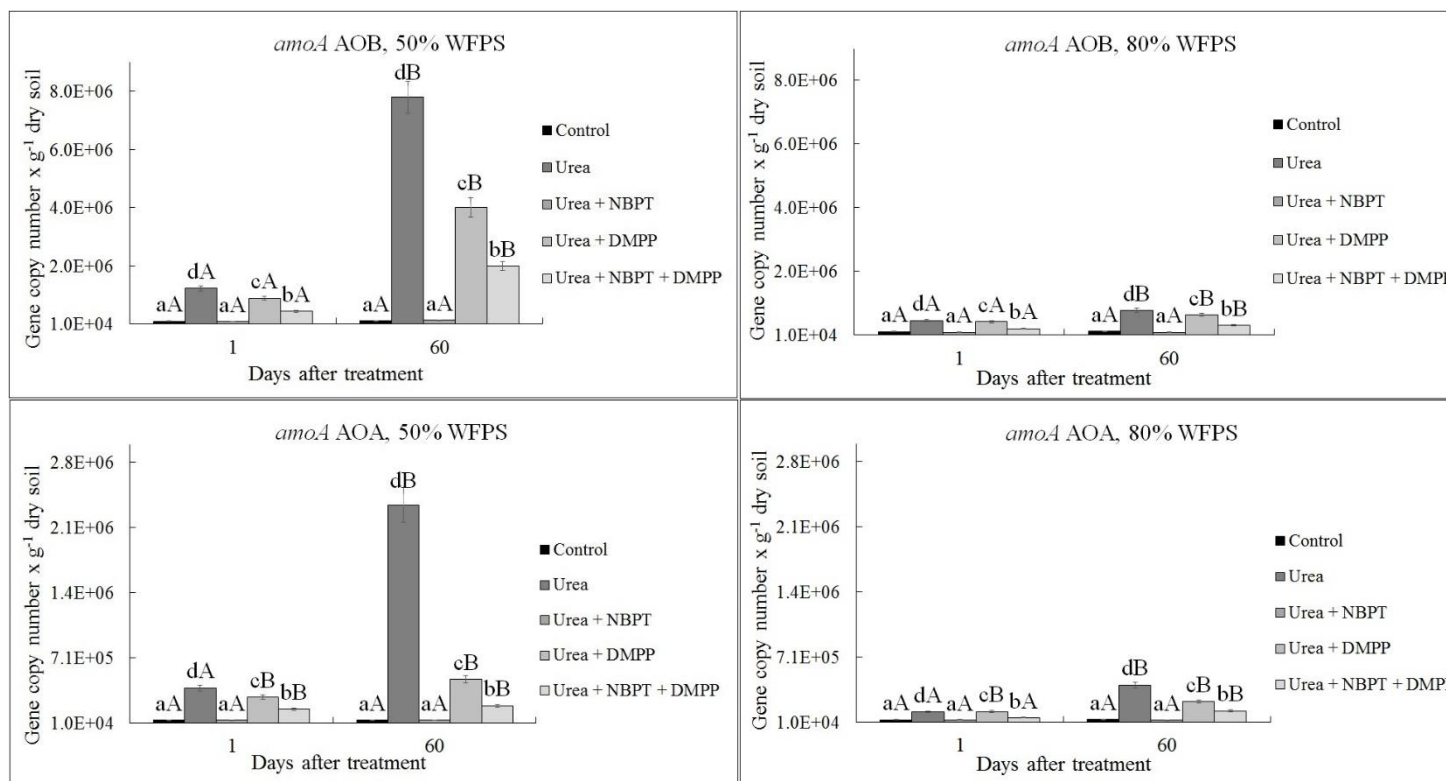 amoA AOB, 50% WFPS
Gene copy number x g⁻¹ dry soil
8.0E+06
6.0E+06
4.0E+06
2.0E+06
1.0E+04
aA dA aA cA bA
aA dB aA cB bB
1 60
Days after treatment
Control
Urea
Urea + NBPT
Urea + DMPP
Urea + NBPT + DMPP
amoA AOB, 80% WFPS
Gene copy number x g⁻¹ dry soil
8.0E+06
6.0E+06
4.0E+06
2.0E+06
1.0E+04
aA dA aA cA bA
aA dB aA cB bB
1 60
Days after treatment
Control
Urea
Urea + NBPT
Urea + DMPP
Urea + NBPT + DMPP
amoA AOA, 50% WFPS
Gene copy number x g⁻¹ dry soil
2.8E+06
2.1E+06
1.4E+06
7.1E+05
1.0E+04
aA dA aA cB bB
aA dB aA cB bB
1 60
Days after treatment
Control
Urea
Urea + NBPT
Urea + DMPP
Urea + NBPT + DMPP
amoA AOA, 80% WFPS
Gene copy number x g⁻¹ dry soil
2.8E+06
2.1E+06
1.4E+06
7.1E+05
1.0E+04
aA dA aA cB bA
aA dB aA cB bB
1 60
Days after treatment
Control
Urea
Urea + NBPT
Urea + DMPP
Urea + NBPT + DMPP